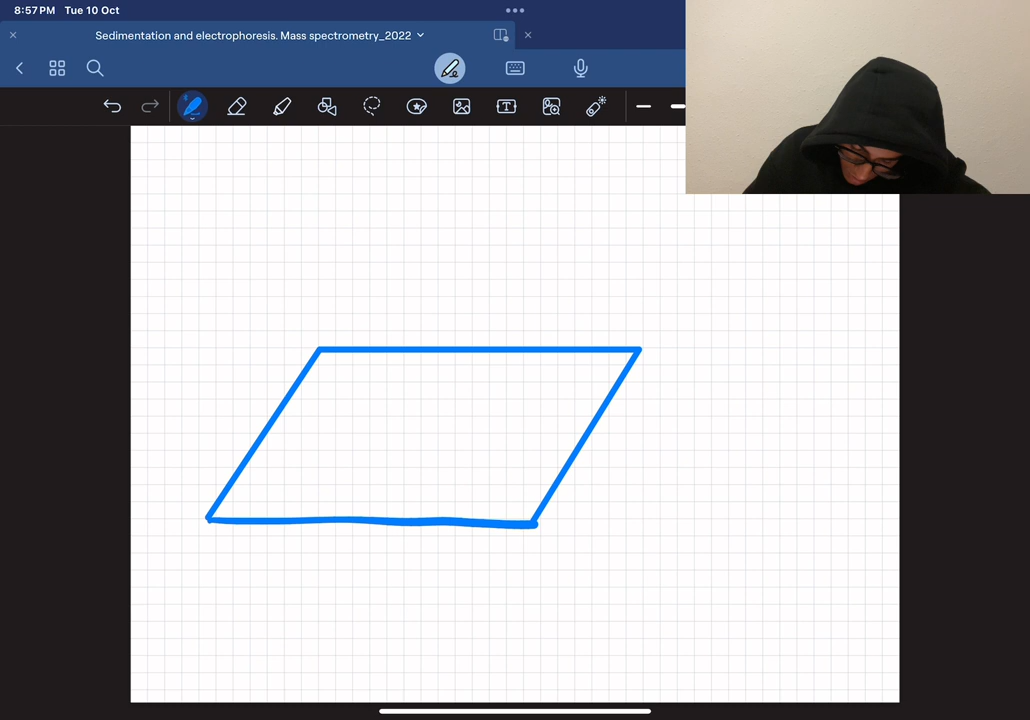 8:57 PM Tue 10 Oct
Sedimentation and electrophoresis. Mass spectrometry_2022
T